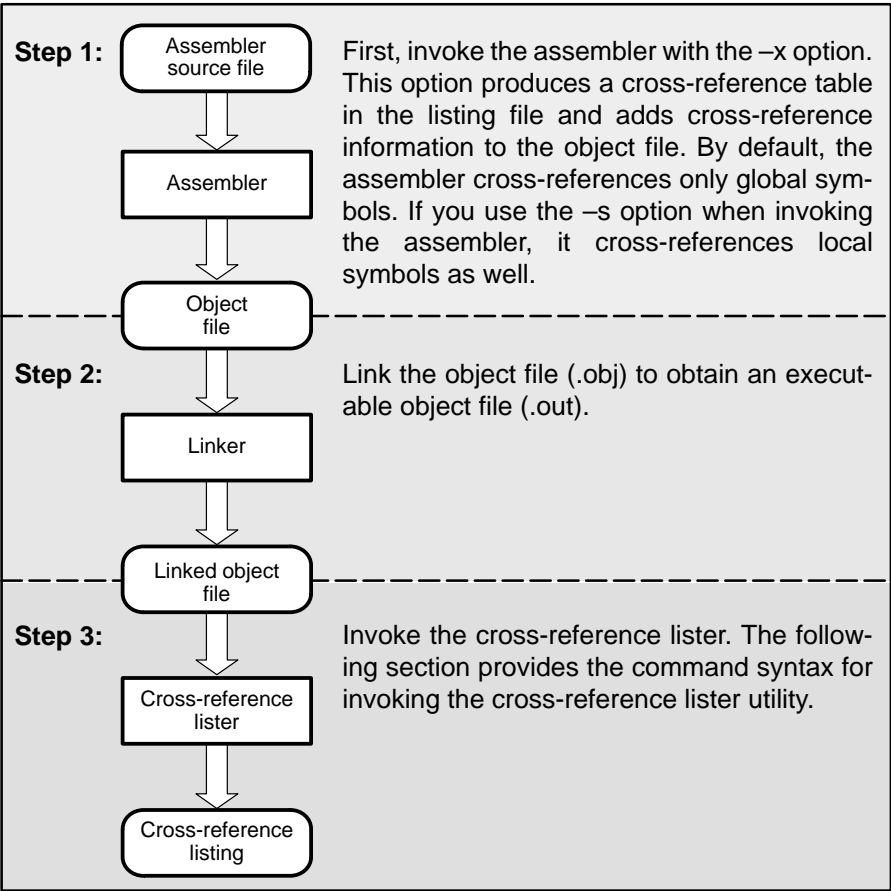 Step 1:
Assembler
source file
First, invoke the assembler with the –x option.
This option produces a cross-reference table
in the listing file and adds cross-reference
information to the object file. By default, the
assembler cross-references only global sym-
bols. If you use the –s option when invoking
the assembler, it cross-references local
symbols as well.
Assembler
Object
file
Step 2:
Link the object file (.obj) to obtain an execut-
able object file (.out).
Linker
Linked object
file
Step 3:
Invoke the cross-reference lister. The follow-
ing section provides the command syntax for
invoking the cross-reference lister utility.
Cross-reference
lister
Cross-reference
listing